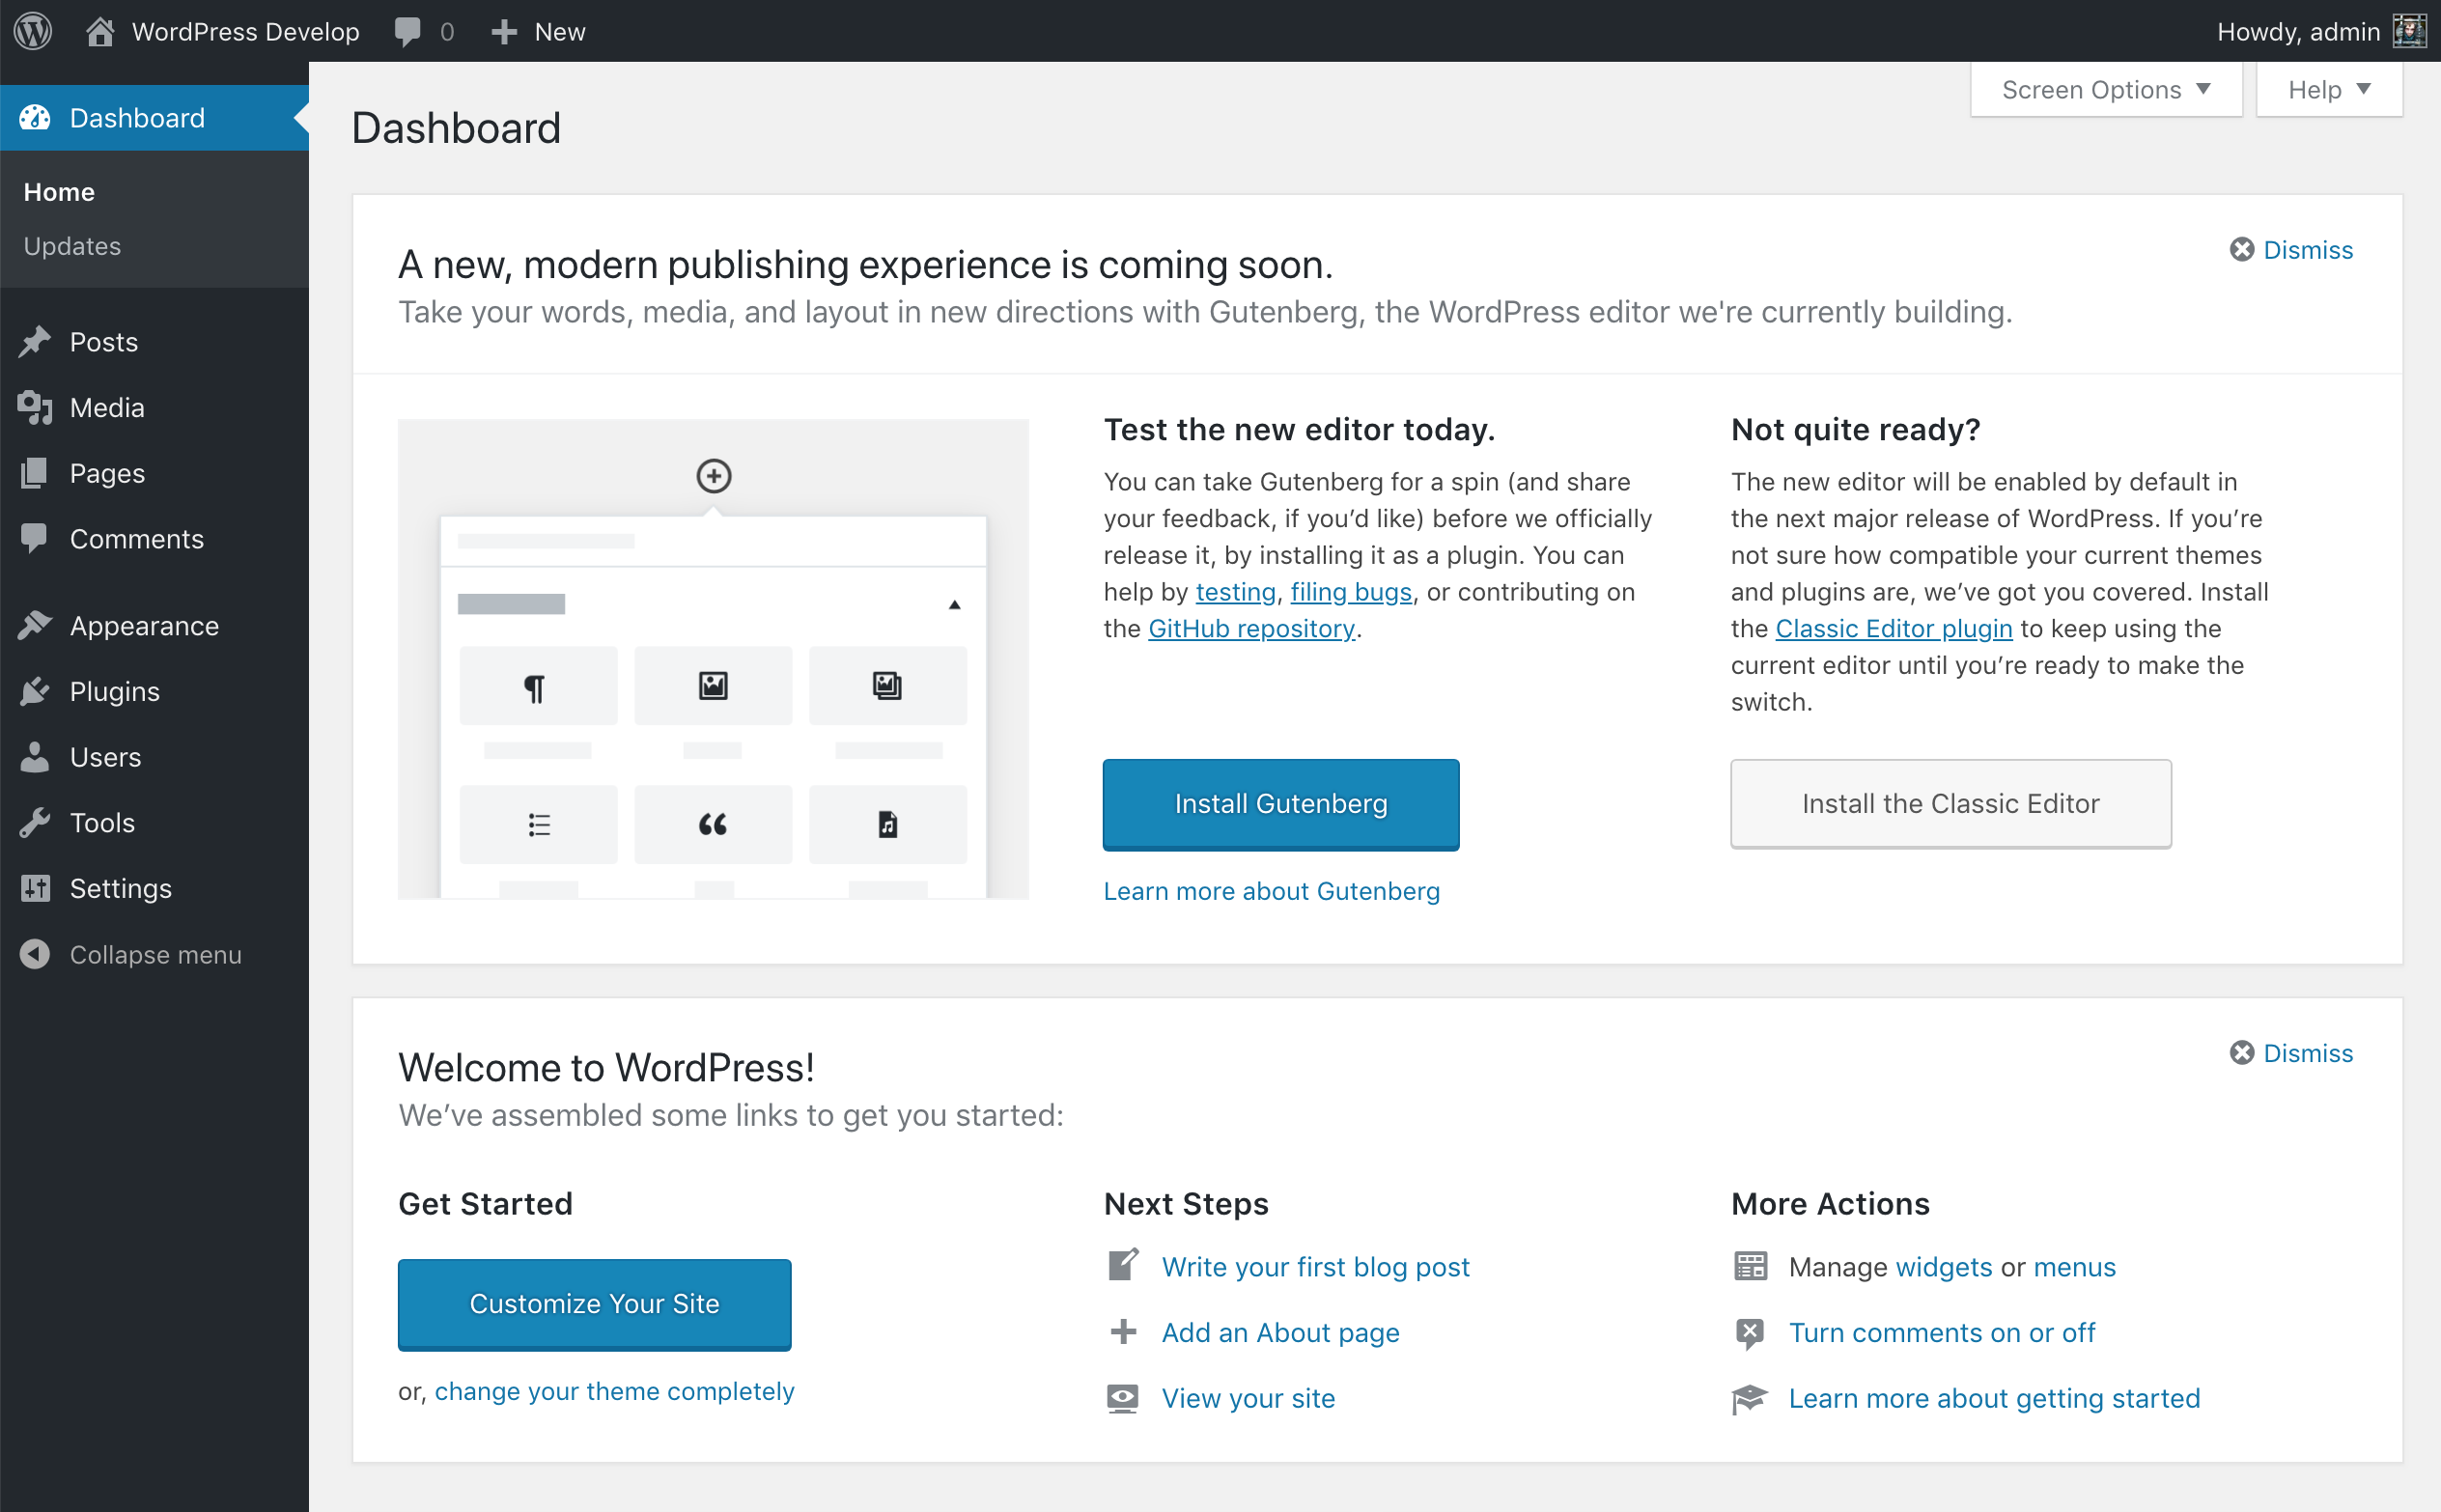 WordPress Develop 0 New Howdy, admin
Screen Options Help
Dashboard
Home
Updates
Posts
Media
Pages
Comments
Appearance
Plugins
Users
Tools
Settings
Collapse menu
Dashboard
A new, modern publishing experience is coming soon.
Dismiss
Take your words, media, and layout in new directions with Gutenberg, the WordPress editor we're currently building.
Test the new editor today.
You can take Gutenberg for a spin (and share
your feedback, if you’d like) before we officially
release it, by installing it as a plugin. You can
help by testing, filing bugs, or contributing on
the GitHub repository.
Install Gutenberg
Learn more about Gutenberg
Not quite ready?
The new editor will be enabled by default in
the next major release of WordPress. If you’re
not sure how compatible your current themes
and plugins are, we’ve got you covered. Install
the Classic Editor plugin to keep using the
current editor until you’re ready to make the
switch.
Install the Classic Editor
Welcome to WordPress!
Dismiss
We’ve assembled some links to get you started:
Get Started
Customize Your Site
or, change your theme completely
Next Steps
Write your first blog post
Add an About page
View your site
More Actions
Manage widgets or menus
Turn comments on or off
Learn more about getting started